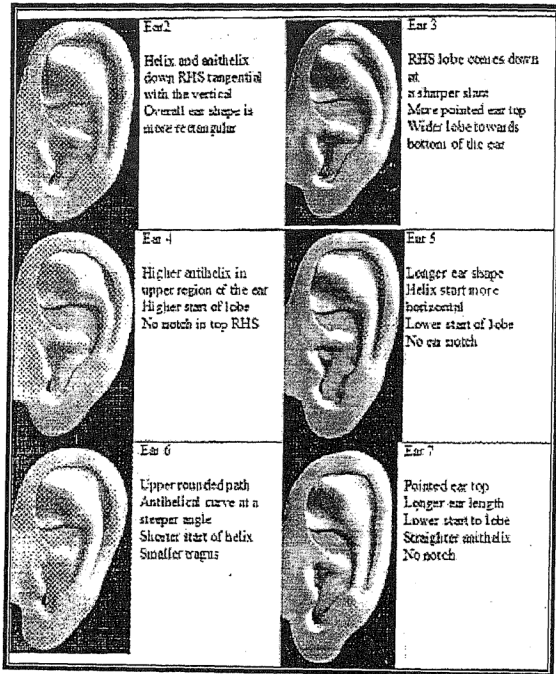 Ear2
Helix and anithelix
down RHS tangential
with the vertical
Overall ear shape is
more rectangular
Ear 3
RHS lobe comes down
at
a sharper slant
More pointed ear top
Wider lobe towards
bottom of the ear
Ear 4
Higher antihelix in
upper region of the ear
Higher start of lobe
No notch in top RHS
Ear 5
Longer ear shape
Helix start more
horizontal
Lower start of lobe
No ear notch
Ear 6
Upper rounded path
Antihelical curve at a
steeper angle
Shorter start of helix
Smaller tragus
Ear 7
Pointed ear top
Longer ear length
Lower start to lobe
Straighter anithelix
No notch